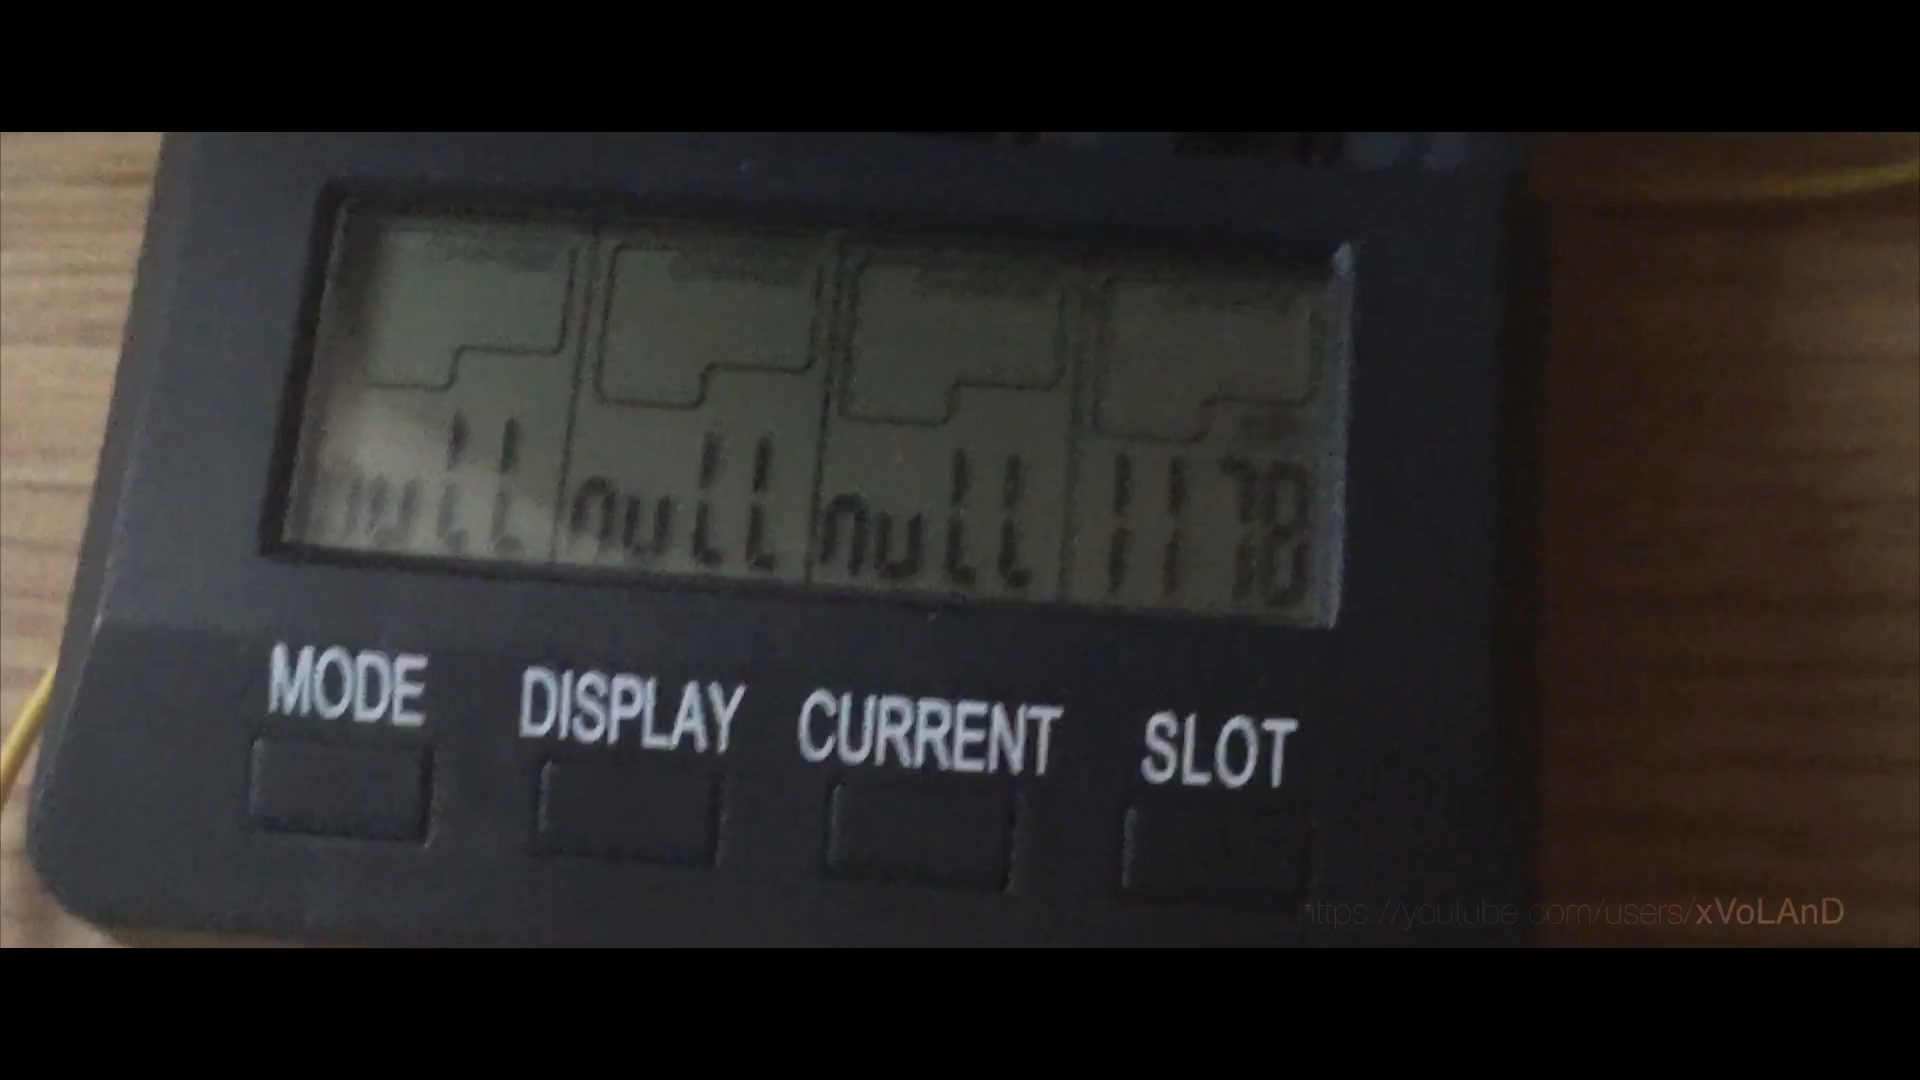 null null null 1178
MODE DISPLAY CURRENT SLOT
https://youtube.com/users/xVoLAnD